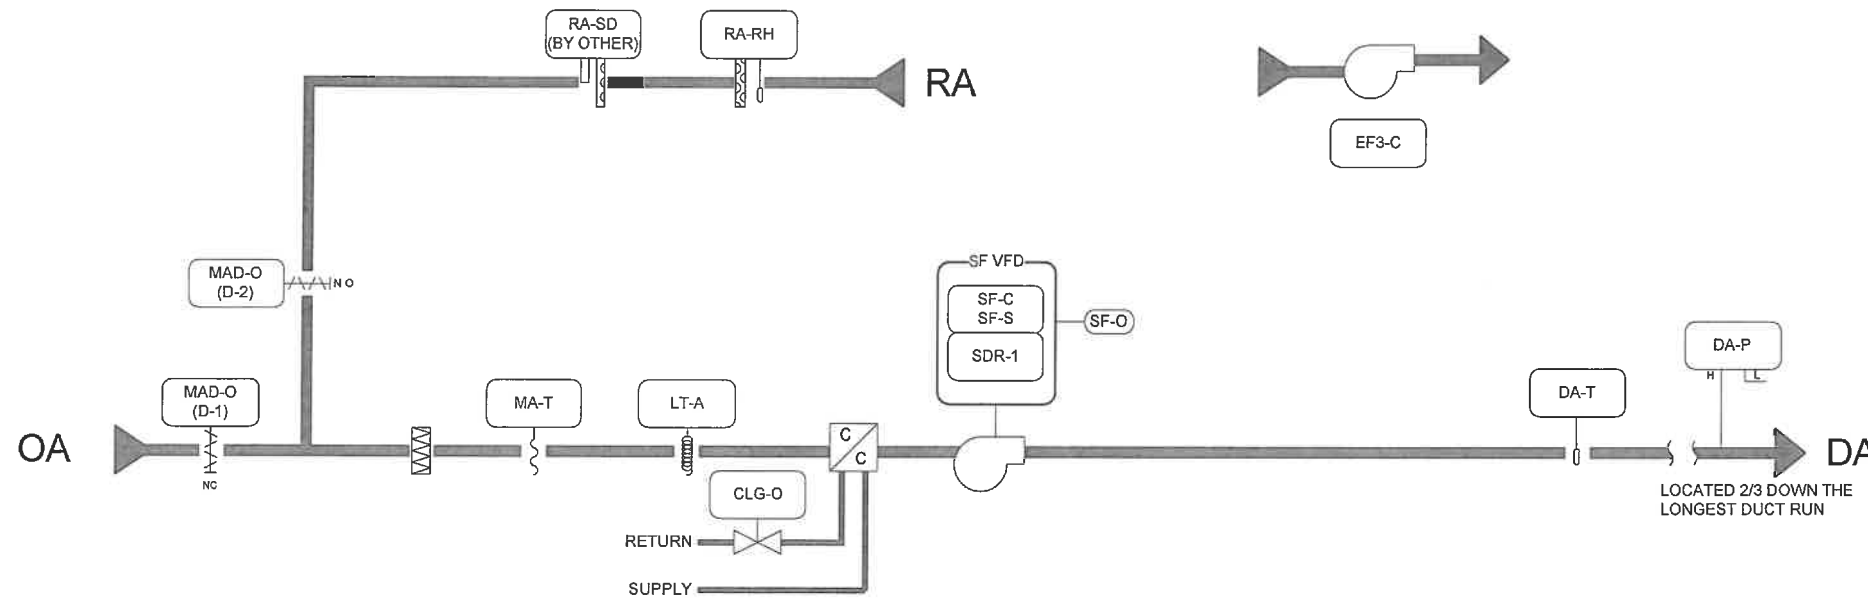 RA-SD
(BY OTHER)
RA-RH
RA
EF3-C
MAD-O
(D-2)
N O
SF VFD
SF-C
SF-S
SF-O
SDR-1
DA-P
H
L
MAD-O
(D-1)
MA-T
LT-A
DA-T
OA
C
C
DA
NC
CLG-O
LOCATED 2/3 DOWN THE
LONGEST DUCT RUN
RETURN
SUPPLY